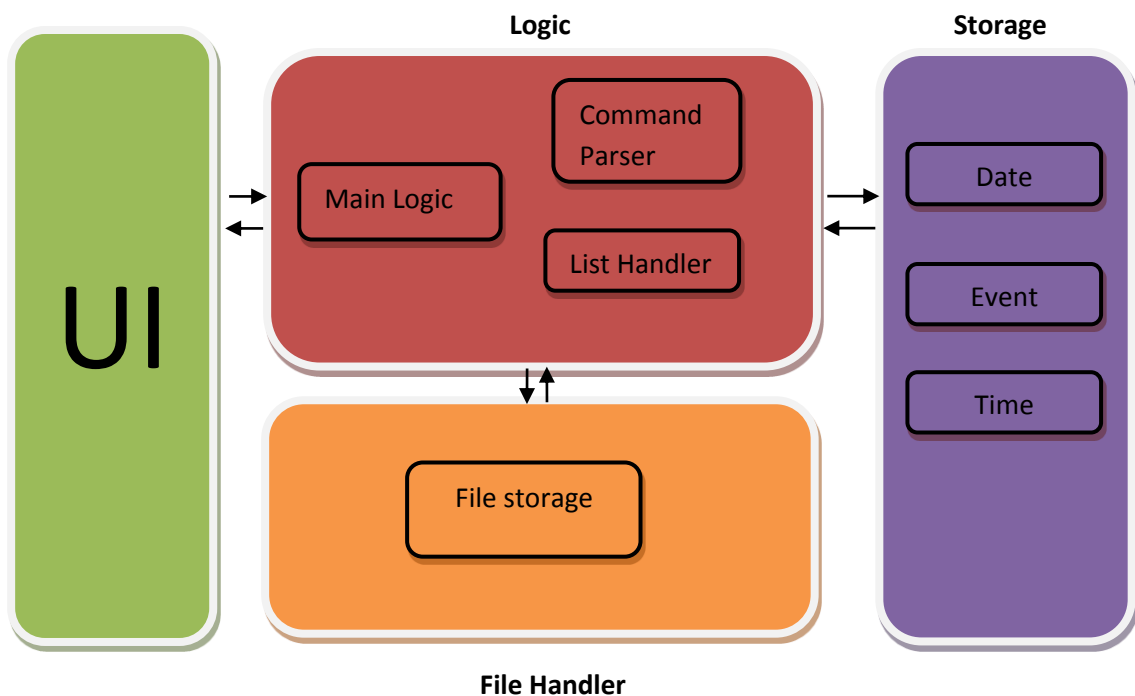 Logic
Storage
UI
Main Logic
Command
Parser
List Handler
Date
Event
Time
File storage
File Handler